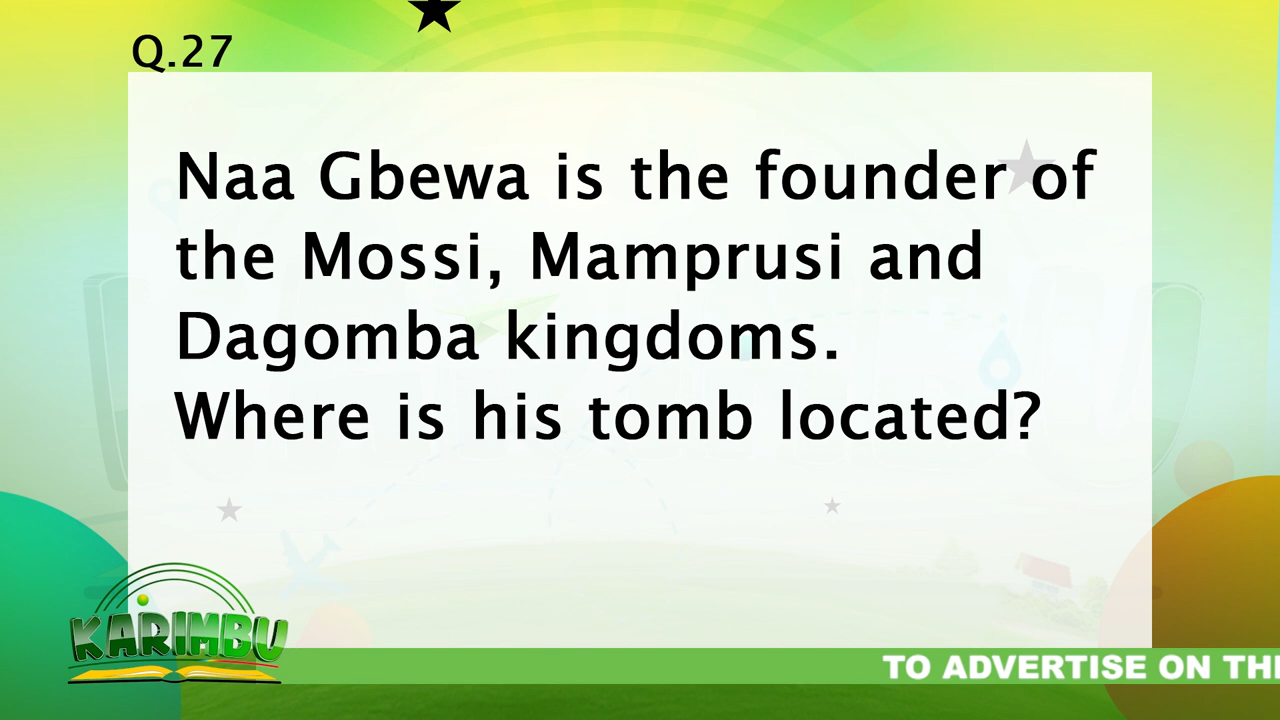 Q.27
Naa Gbewa is the founder of
the Mossi, Mamprusi and
Dagomba kingdoms.
Where is his tomb located?
KARIMBU
TO ADVERTISE ON